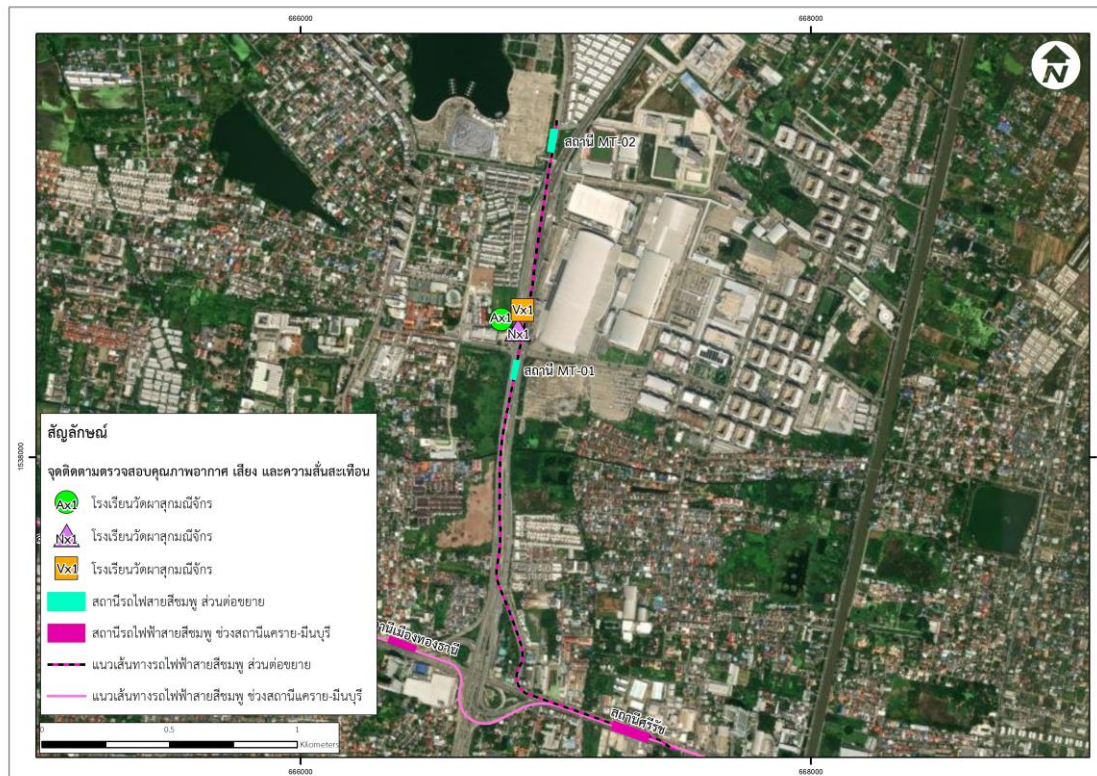 666000
668000
N
สถานี MT-02
Vx1
Ax1
Nx1
สถานี MT-01
1538000
สัญลักษณ์
จุดติดตามตรวจสอบคุณภาพอากาศ เสียง และความสั่นสะเทือน
Ax1 โรงเรียนวัดผาสุกมณีจักร
Nx1 โรงเรียนวัดผาสุกมณีจักร
Vx1 โรงเรียนวัดผาสุกมณีจักร
สถานีรถไฟสายสีชมพู ส่วนต่อขยาย
สถานีรถไฟฟ้าสายสีชมพู ช่วงสถานีแคราย-มีนบุรี
แนวเส้นทางรถไฟฟ้าสายสีชมพู ส่วนต่อขยาย
แนวเส้นทางรถไฟฟ้าสายสีชมพู ช่วงสถานีแคราย-มีนบุรี
านีเมืองทองธานี
สถานีศรีรัช
0 0.5 1
Kilometers
666000
668000